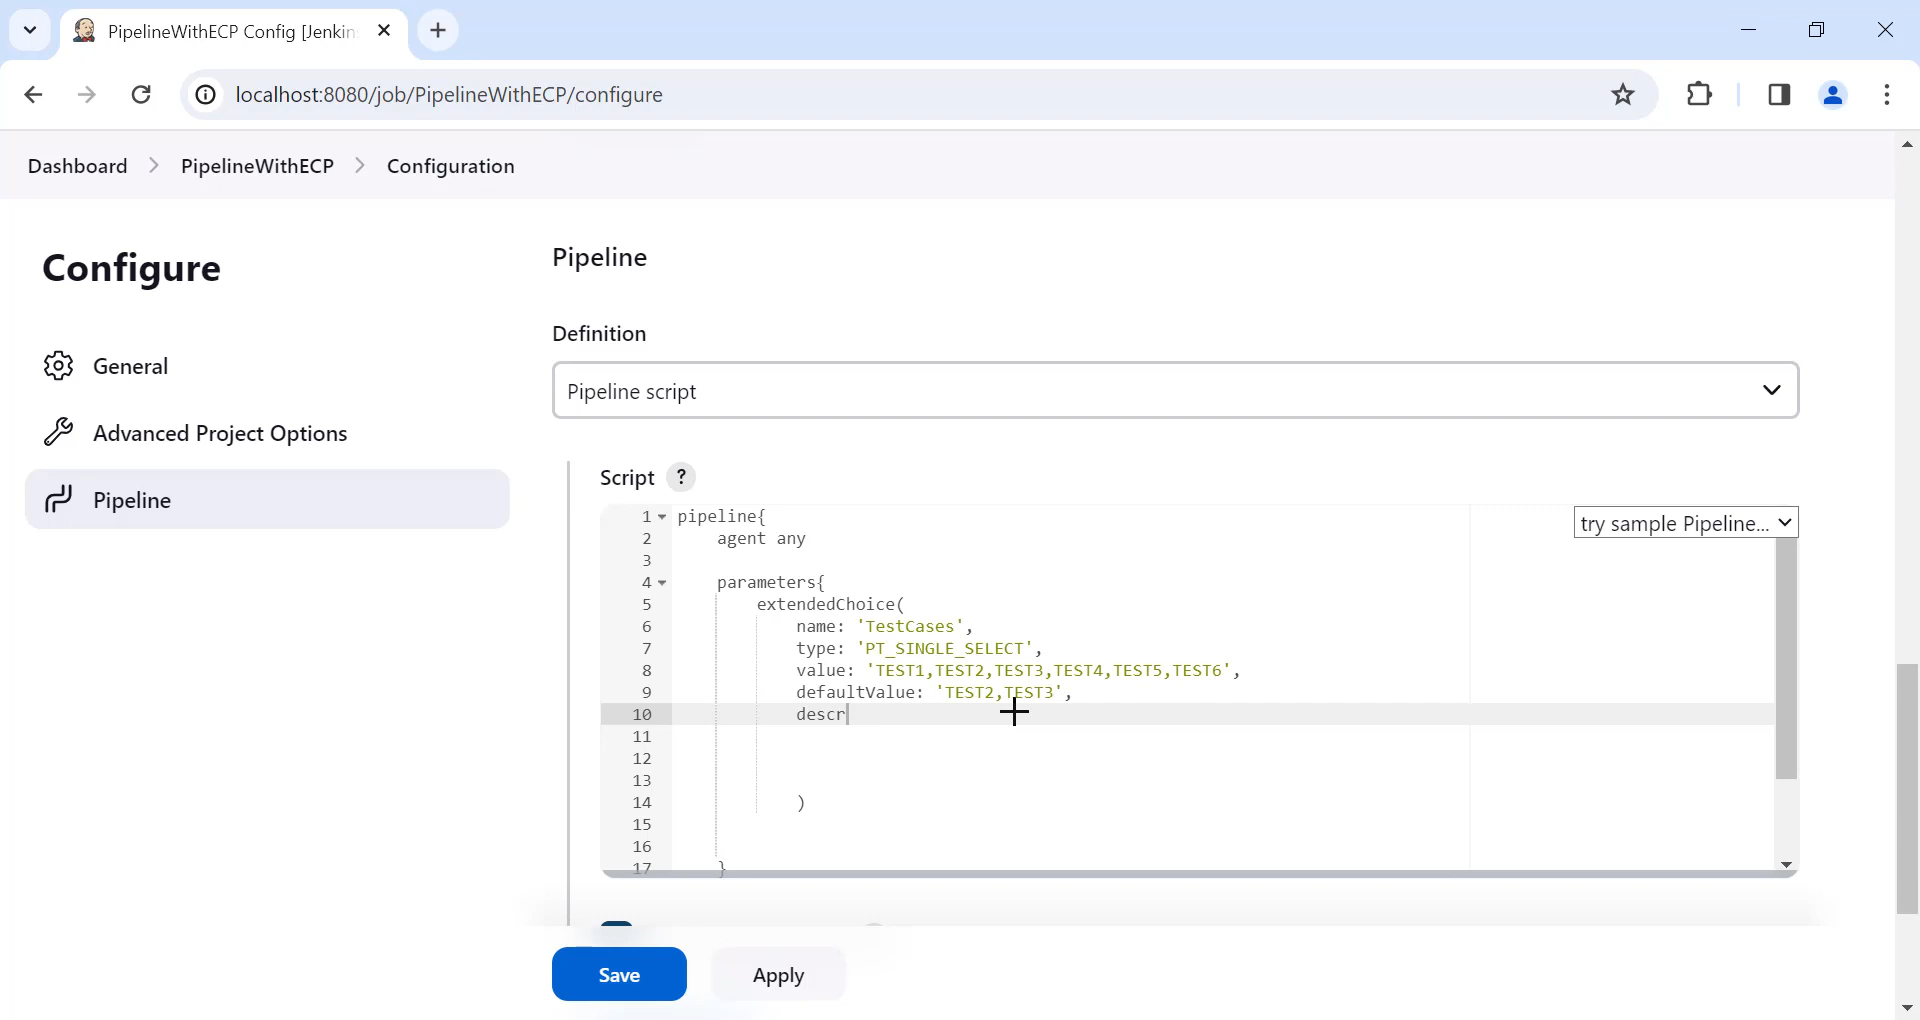 PipelineWithECP Config [Jenkin
localhost:8080/job/PipelineWithECP/configure
Dashboard PipelineWithECP Configuration
Configure
General
Advanced Project Options
Pipeline
Pipeline
Definition
Pipeline script
Script ?
try sample Pipeline...
1 pipeline{
2 agent any
3
4 parameters{
5 extendedChoice(
6 name: 'TestCases',
7 type: 'PT_SINGLE_SELECT',
8 value: 'TEST1,TEST2,TEST3,TEST4,TEST5,TEST6',
9 defaultValue: 'TEST2,TEST3',
10 descr
11
12
13
14 )
15
16
17 }
Save Apply